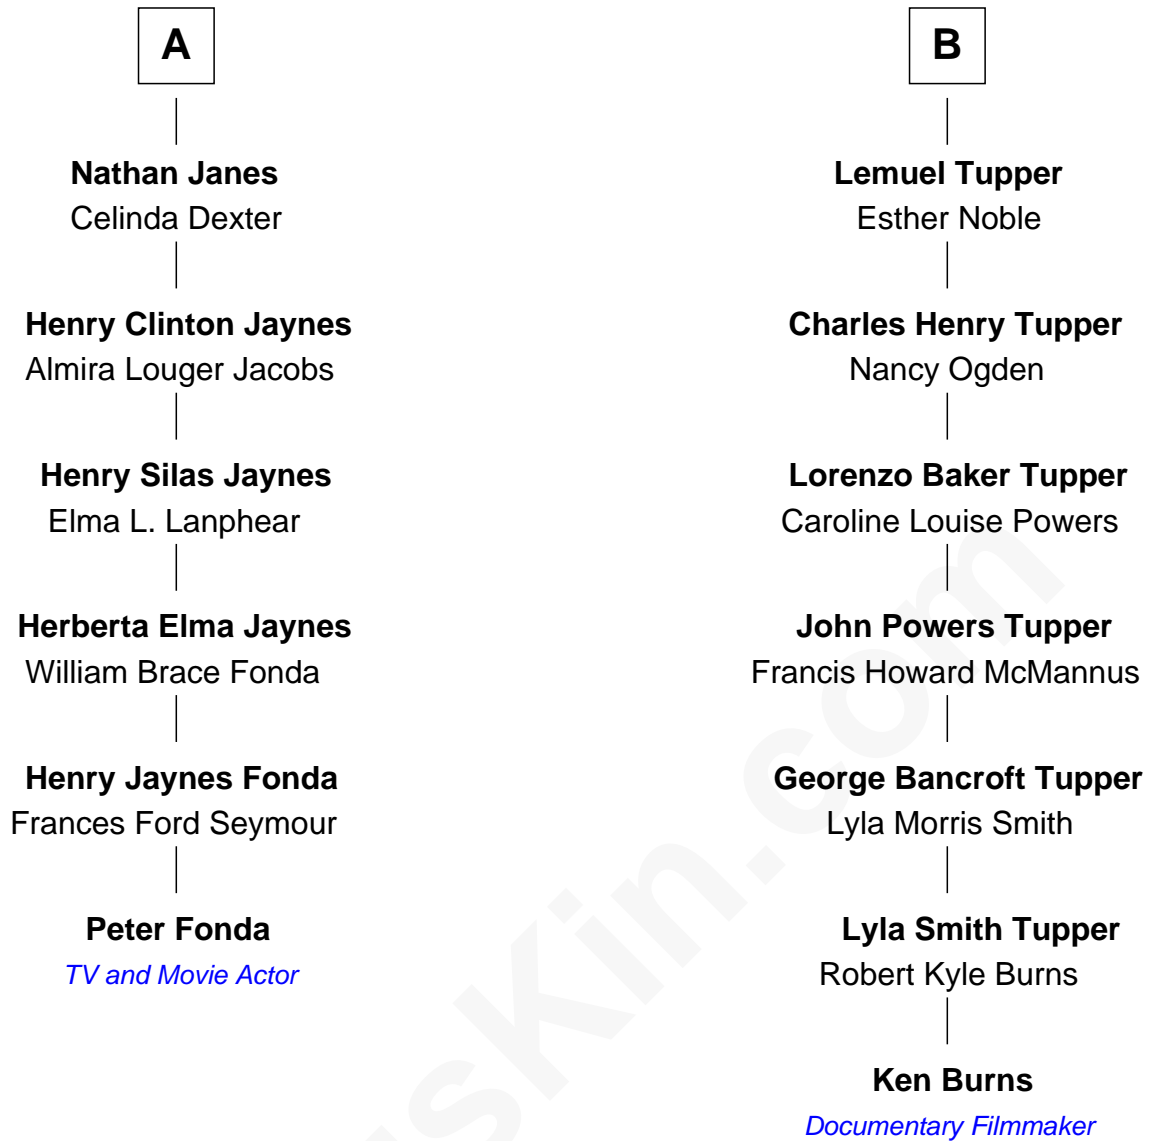 A
Nathan Janes
Celinda Dexter
Henry Clinton Jaynes
Almira Louger Jacobs
Henry Silas Jaynes
Elma L. Lanphear
Herberta Elma Jaynes
William Brace Fonda
Henry Jaynes Fonda
Frances Ford Seymour
Peter Fonda
TV and Movie Actor
B
Lemuel Tupper
Esther Noble
Charles Henry Tupper
Nancy Ogden
Lorenzo Baker Tupper
Caroline Louise Powers
John Powers Tupper
Francis Howard McMannus
George Bancroft Tupper
Lyla Morris Smith
Lyla Smith Tupper
Robert Kyle Burns
Ken Burns
Documentary Filmmaker
sKin.com